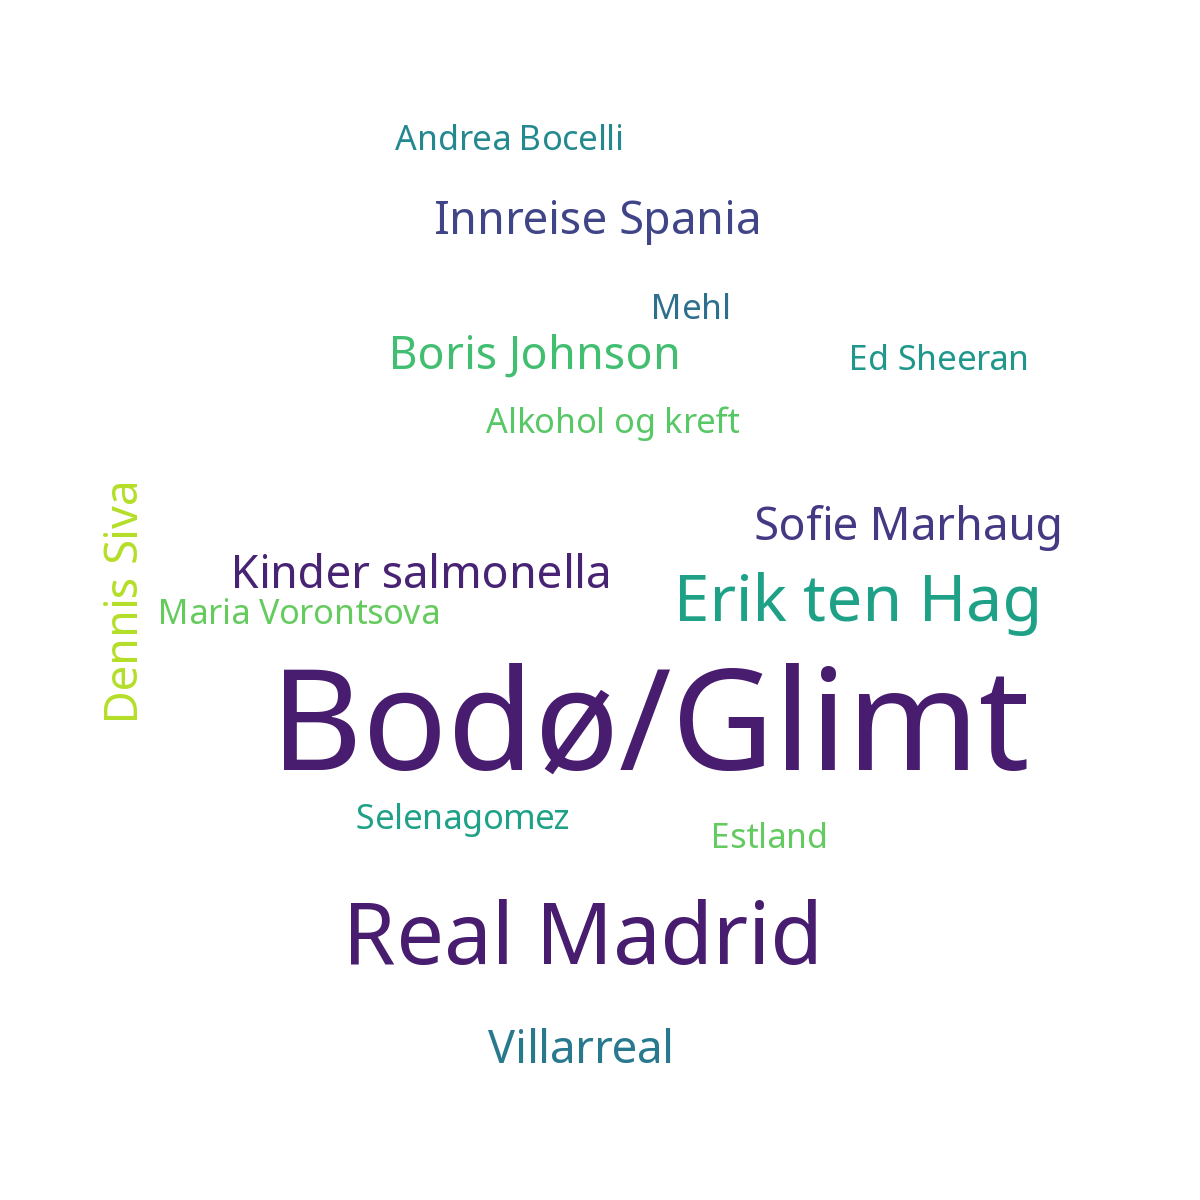 Andrea Bocelli
Innreise Spania
Mehl
Boris Johnson
Ed Sheeran
Alkohol og kreft
Dennis Siva
Sofie Marhaug
Kinder salmonella
Erik ten Hag
Maria Vorontsova
Bodø/Glimt
Selenagomez
Estland
Real Madrid
Villarreal